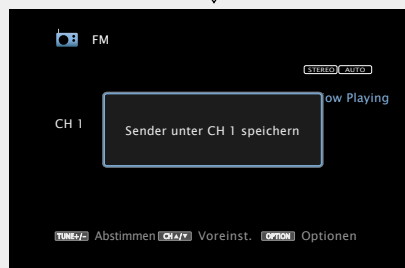 FM
STEREO AUTO
ow Playing
CH 1
Sender unter CH 1 speichern
TUNE+/- Abstimmen CH▲/▼ Voreinst. OPTION Optionen